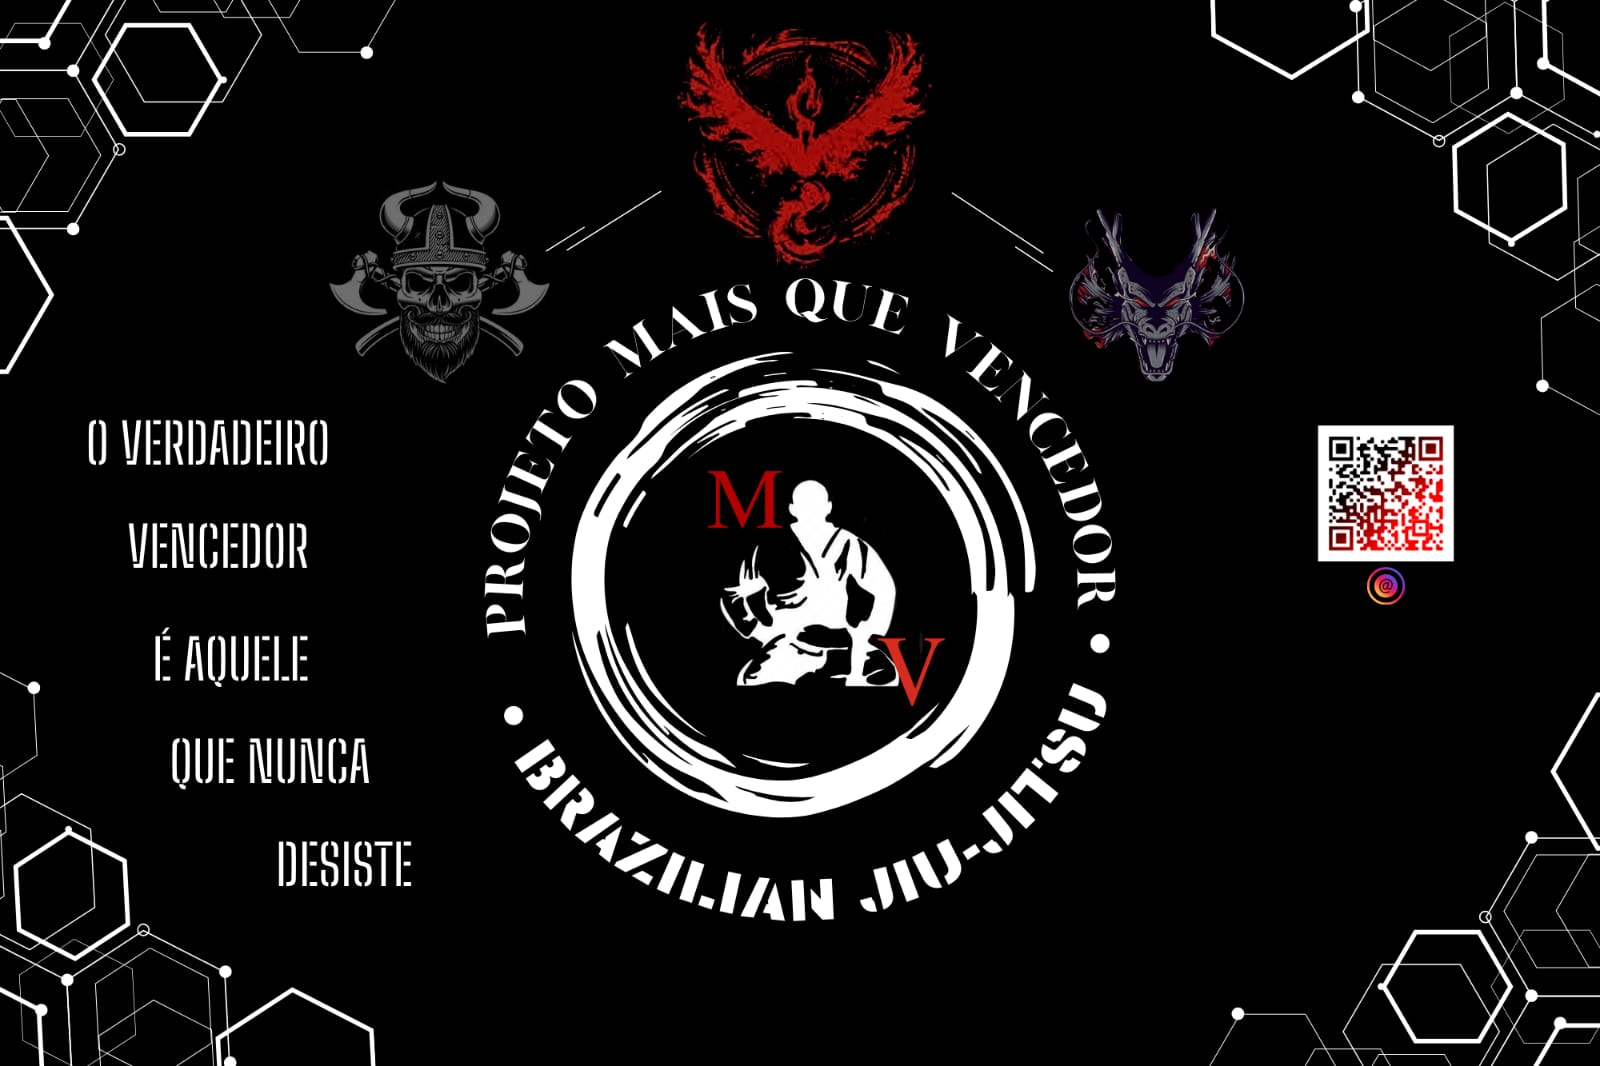 PROJETO MAIS QUE VENCEDOR
O VERDADEIRO
VENCEDOR
É AQUELE
QUE NUNCA
DESISTE
M
V
@
BRAZILIAN JIU-JITSU